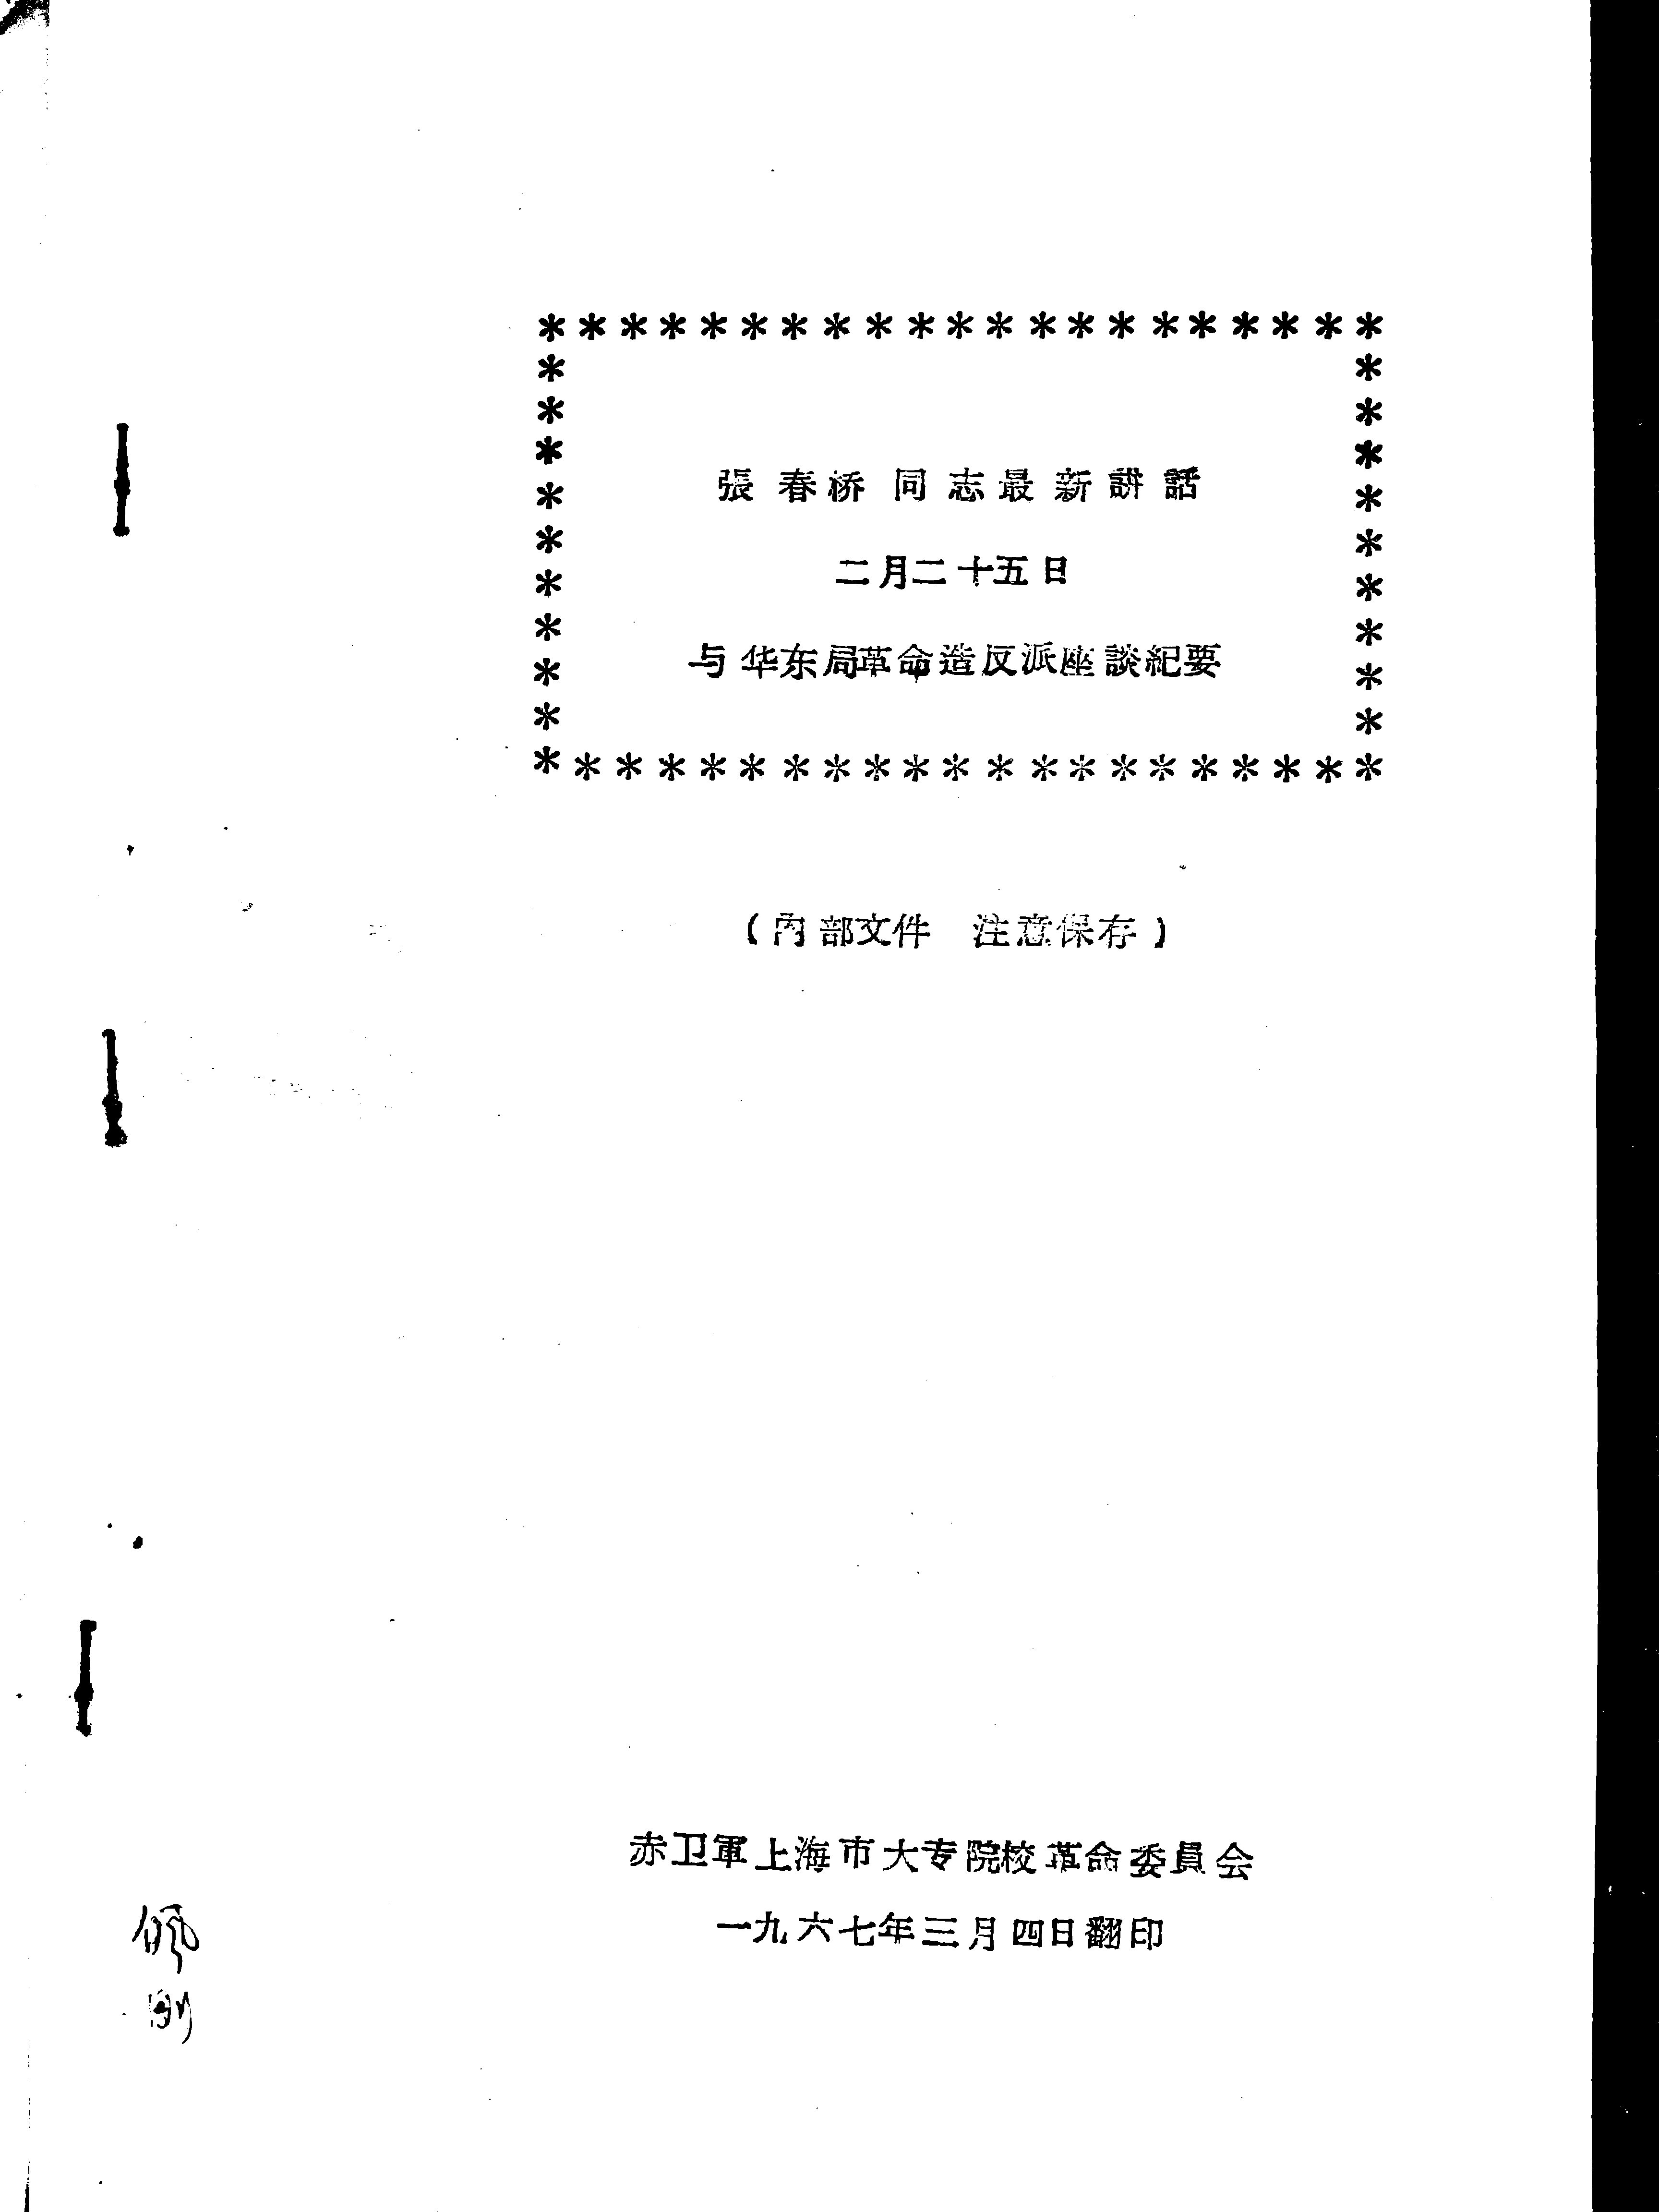 張春桥同志最新講話
二月二十五日
与华东局革命造反派座談紀要
(内部文件 注意保存)
赤卫軍上海市大专院校革命委員会
一九六七年三月四日翻印